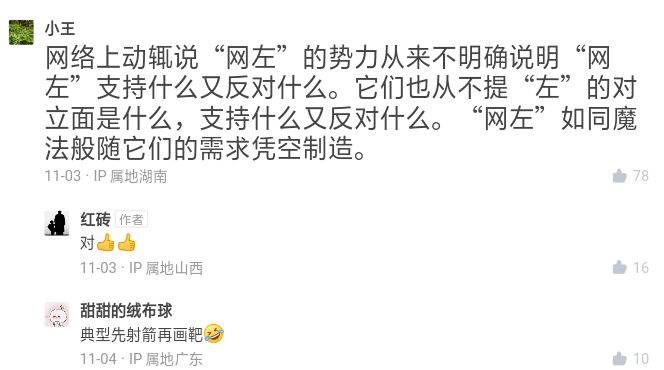 小王
网络上动辄说“网左”的势力从来不明确说明“网
左”支持什么又反对什么。它们也从不提“左”的对
立面是什么，支持什么又反对什么。“网左”如同魔
法般随它们的需求凭空制造。
11-03 · IP 属地湖南 78
红砖 作者
对👍👍
11-03 · IP 属地山西 16
甜甜的绒布球
典型先射箭再画靶🤣
11-04 · IP 属地广东 10